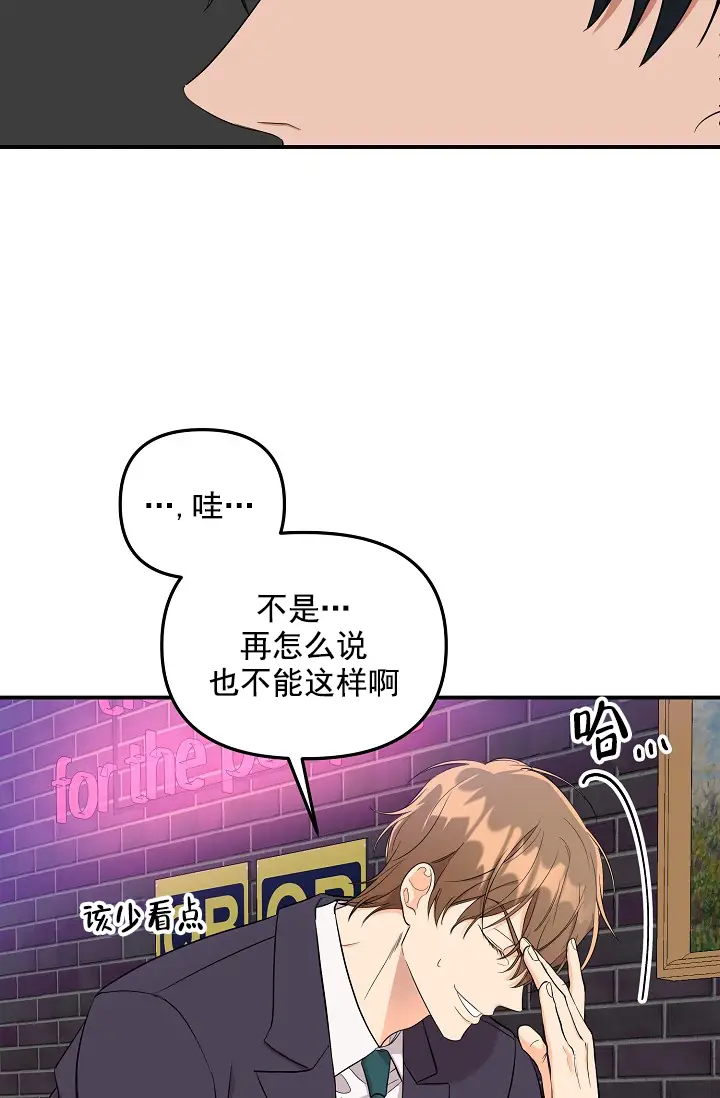 …,哇…
不是…
再怎么说
也不能这样啊
哈…
for the pe
该少看点